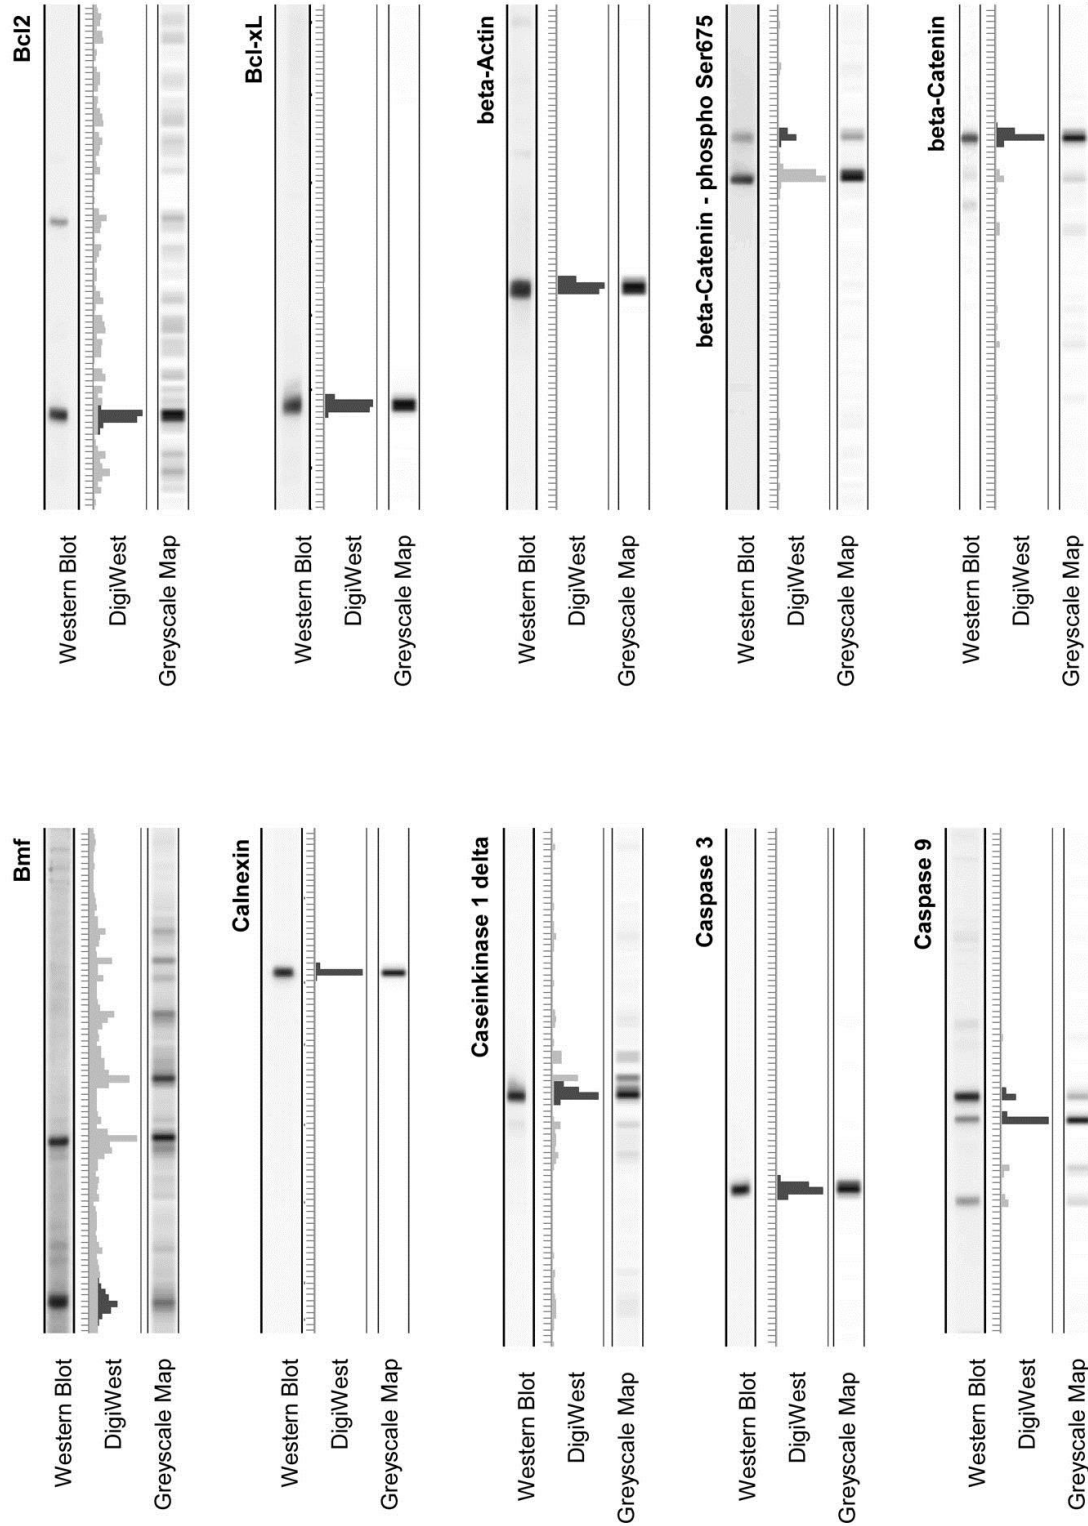 Bmf
Western Blot
DigiWest
Greyscale Map
Calnexin
Western Blot
DigiWest
Greyscale Map
Caseinkinase 1 delta
Western Blot
DigiWest
Greyscale Map
Caspase 3
Western Blot
DigiWest
Greyscale Map
Caspase 9
Western Blot
DigiWest
Greyscale Map
Bcl2
Western Blot
DigiWest
Greyscale Map
Bcl-xL
Western Blot
DigiWest
Greyscale Map
beta-Actin
Western Blot
DigiWest
Greyscale Map
beta-Catenin - phospho Ser675
Western Blot
DigiWest
Greyscale Map
beta-Catenin
Western Blot
DigiWest
Greyscale Map